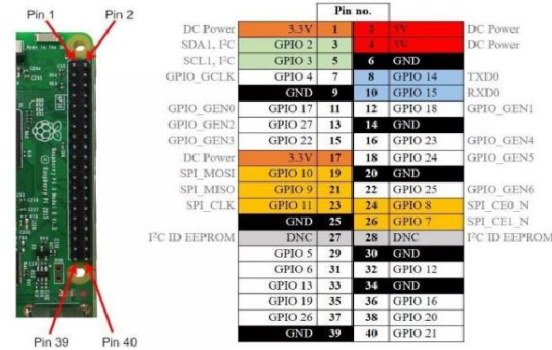 Pin 1 Pin 2
Pin no.
DC Power 3.3V 1 2 5V DC Power
SDA1, I²C GPIO 2 3 4 5V DC Power
SCL1, I²C GPIO 3 5 6 GND
GPIO_GCLK GPIO 4 7 8 GPIO 14 TXD0
GND 9 10 GPIO 15 RXD0
GPIO_GEN0 GPIO 17 11 12 GPIO 18 GPIO_GEN1
GPIO_GEN2 GPIO 27 13 14 GND
GPIO_GEN3 GPIO 22 15 16 GPIO 23 GPIO_GEN4
DC Power 3.3V 17 18 GPIO 24 GPIO_GEN5
SPI_MOSI GPIO 10 19 20 GND
SPI_MISO GPIO 9 21 22 GPIO 25 GPIO_GEN6
SPI_CLK GPIO 11 23 24 GPIO 8 SPI_CE0_N
GND 25 26 GPIO 7 SPI_CE1_N
I²C ID EEPROM DNC 27 28 DNC I²C ID EEPROM
GPIO 5 29 30 GND
GPIO 6 31 32 GPIO 12
GPIO 13 33 34 GND
GPIO 19 35 36 GPIO 16
GPIO 26 37 38 GPIO 20
GND 39 40 GPIO 21
Pin 39 Pin 40